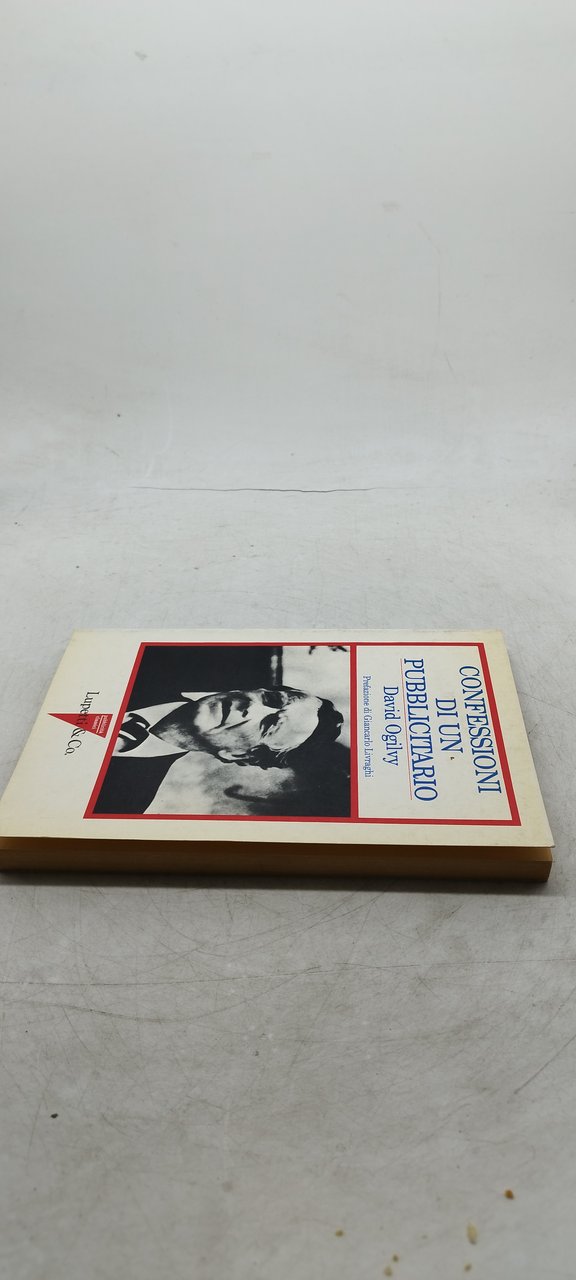 CONFESSIONI
DI UN
PUBBLICITARIO
David Ogilvy
Prefazione di Giancarlo Livraghi
Lupetti & Co.